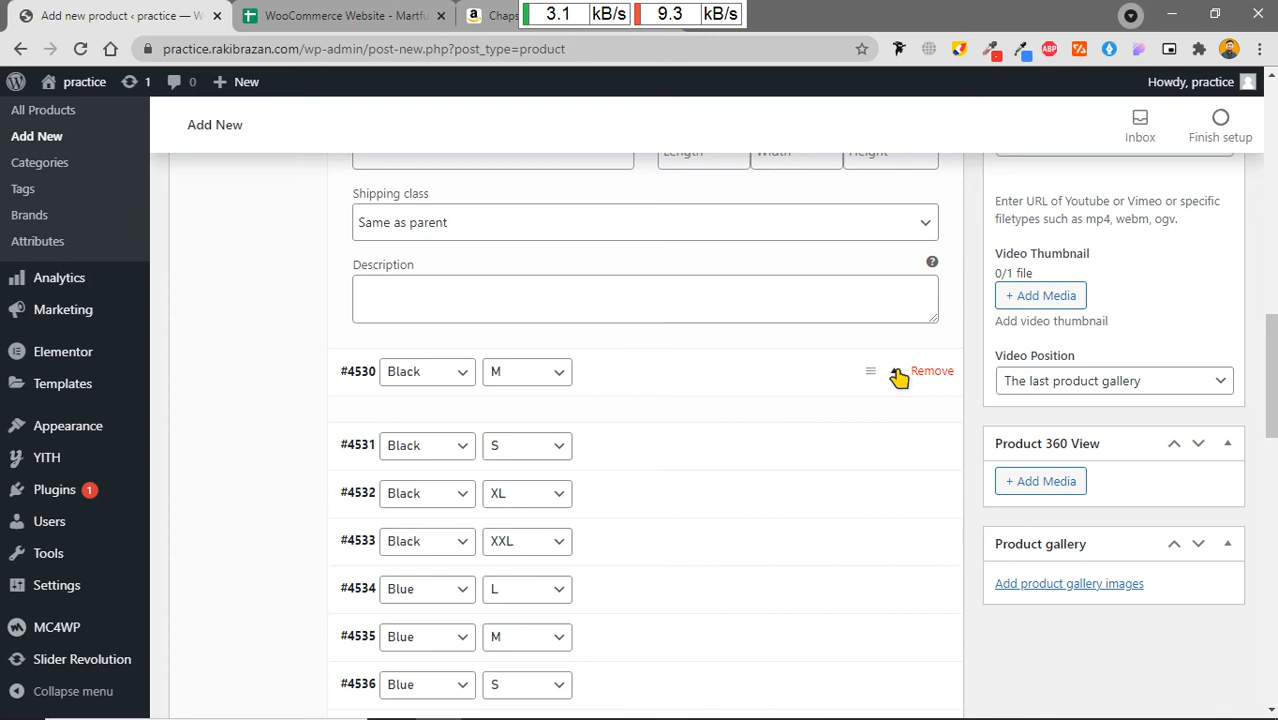 Add new product ‹ practice — W
WooCommerce Website - Martfu
Chaps
3.1 kB/s 9.3 kB/s
practice.rakibrazan.com/wp-admin/post-new.php?post_type=product
ABP
practice 1 0 New Howdy, practice
All Products
Add New
Categories
Tags
Brands
Attributes
Analytics
Marketing
Elementor
Templates
Appearance
YITH
Plugins 1
Users
Tools
Settings
MC4WP
Slider Revolution
Collapse menu
Add New
Inbox
Finish setup
Length Width Height
Shipping class
Same as parent
Description
#4530 Black M Remove
#4531 Black S
#4532 Black XL
#4533 Black XXL
#4534 Blue L
#4535 Blue M
#4536 Blue S
Enter URL of Youtube or Vimeo or specific
filetypes such as mp4, webm, ogv.
Video Thumbnail
0/1 file
+ Add Media
Add video thumbnail
Video Position
The last product gallery
Product 360 View
+ Add Media
Product gallery
Add product gallery images